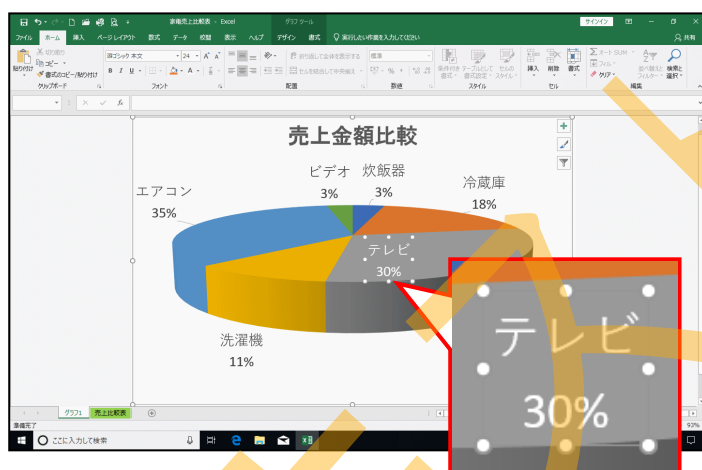 家電売上比較表 - Excel
グラフ ツール
サインイン
ファイル ホーム 挿入 ページ レイアウト 数式 データ 校閲 表示 ヘルプ デザイン 書式 実行したい作業を入力してください
共有
貼り付け
切り取り
コピー
書式のコピー/貼り付け
クリップボード
游ゴシック 本文 24
B I U
フォント
折り返して全体を表示する
セルを結合して中央揃え
配置
標準
数値
条件付き書式 テーブルとして書式設定 セルのスタイル
スタイル
挿入 削除 書式
セル
オート SUM
フィル
クリア
並べ替えとフィルター 検索と選択
編集
売上金額比較
ビデオ
3%
炊飯器
3%
冷蔵庫
18%
エアコン
35%
テレビ
30%
洗濯機
11%
テレビ
30%
グラフ1 売上比較表
準備完了
93%
ここに入力して検索